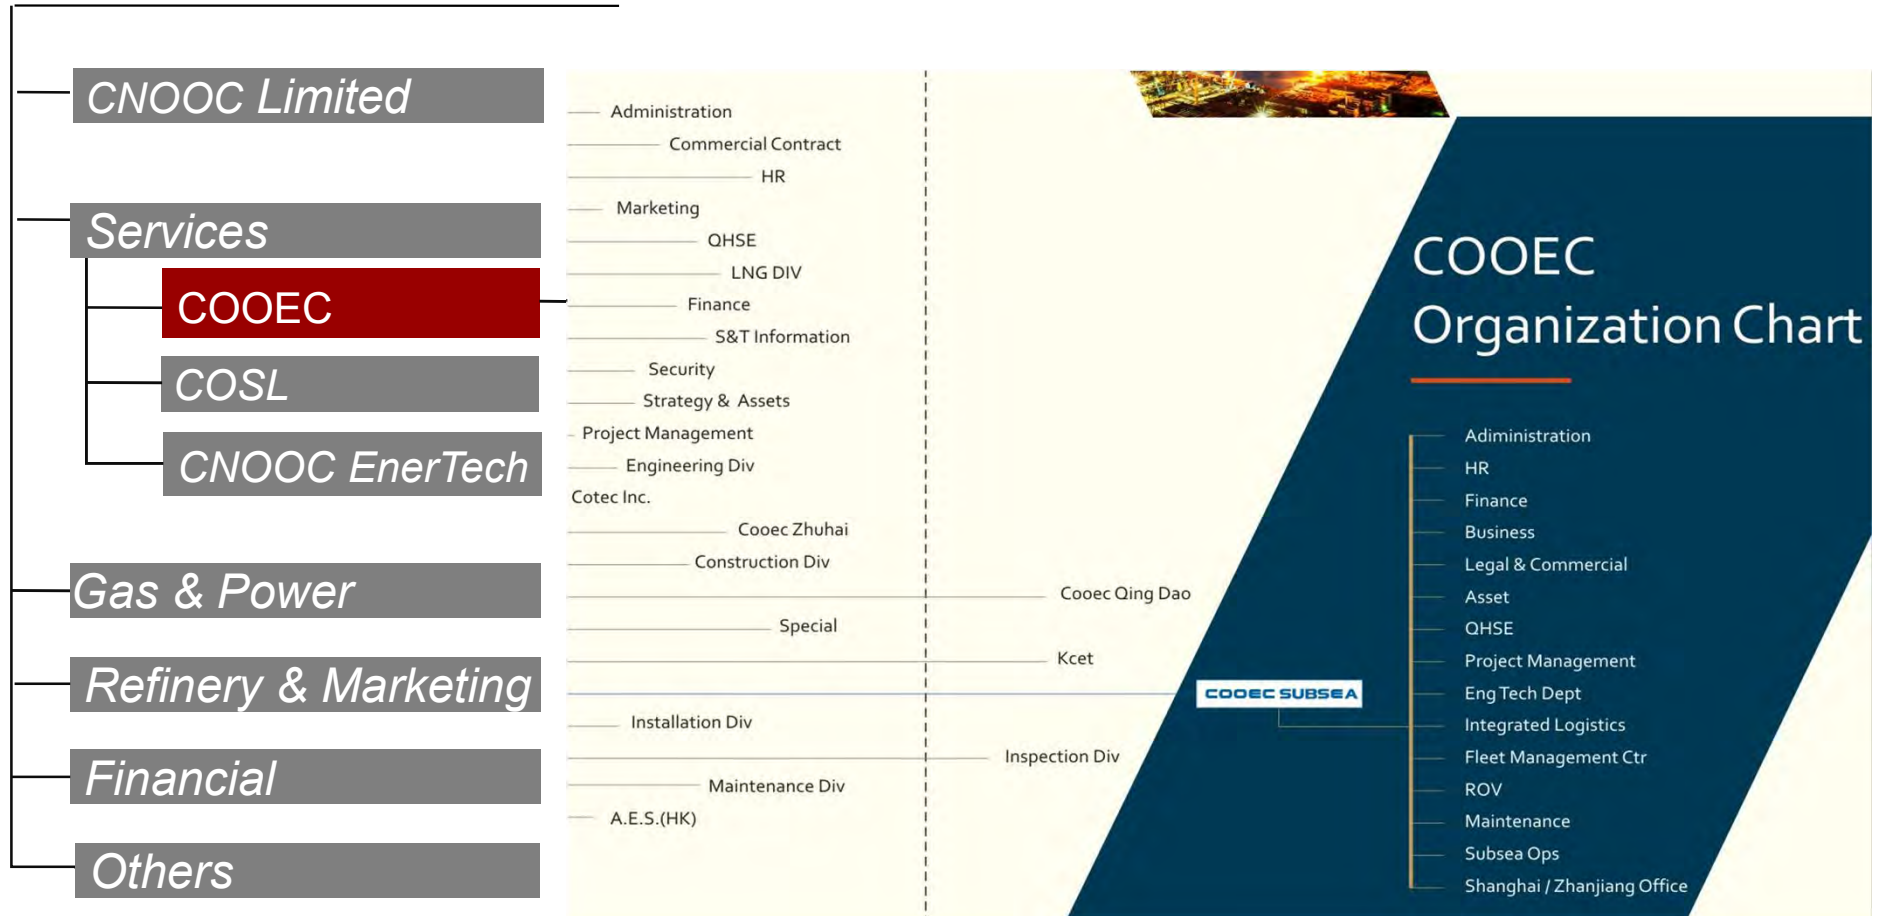 CNOOC Limited
Services
COOEC
COSL
CNOOC EnerTech
Gas & Power
Refinery & Marketing
Financial
Others
Administration
Commercial Contract
HR
Marketing
QHSE
LNG DIV
Finance
S&T Information
Security
Strategy & Assets
Project Management
Engineering Div
Cotec Inc.
Cooec Zhuhai
Construction Div
Cooec Qing Dao
Special
Kcet
COOEC SUBSEA
Installation Div
Inspection Div
Maintenance Div
A.E.S.(HK)
COOEC
Organization Chart
Adiministration
HR
Finance
Business
Legal & Commercial
Asset
QHSE
Project Management
Eng Tech Dept
Integrated Logistics
Fleet Management Ctr
ROV
Maintenance
Subsea Ops
Shanghai / Zhanjiang Office